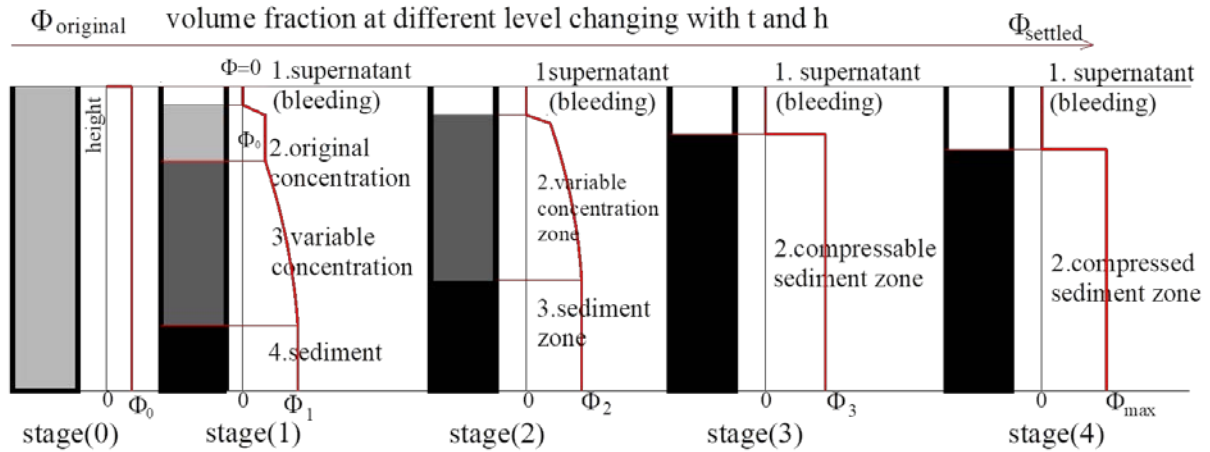 Φoriginal volume fraction at different level changing with t and h Φsettled
height
0 Φ0
stage(0)
Φ=0
1.supernatant
(bleeding)
Φ0
2.original
concentration
3.variable
concentration
4.sediment
0 Φ1
stage(1)
1supernatant
(bleeding)
2.variable
concentration
zone
3.sediment
zone
0 Φ2
stage(2)
1. supernatant
(bleeding)
2.compressable
sediment zone
0 Φ3
stage(3)
1. supernatant
(bleeding)
2.compressed
sediment zone
0 Φmax
stage(4)